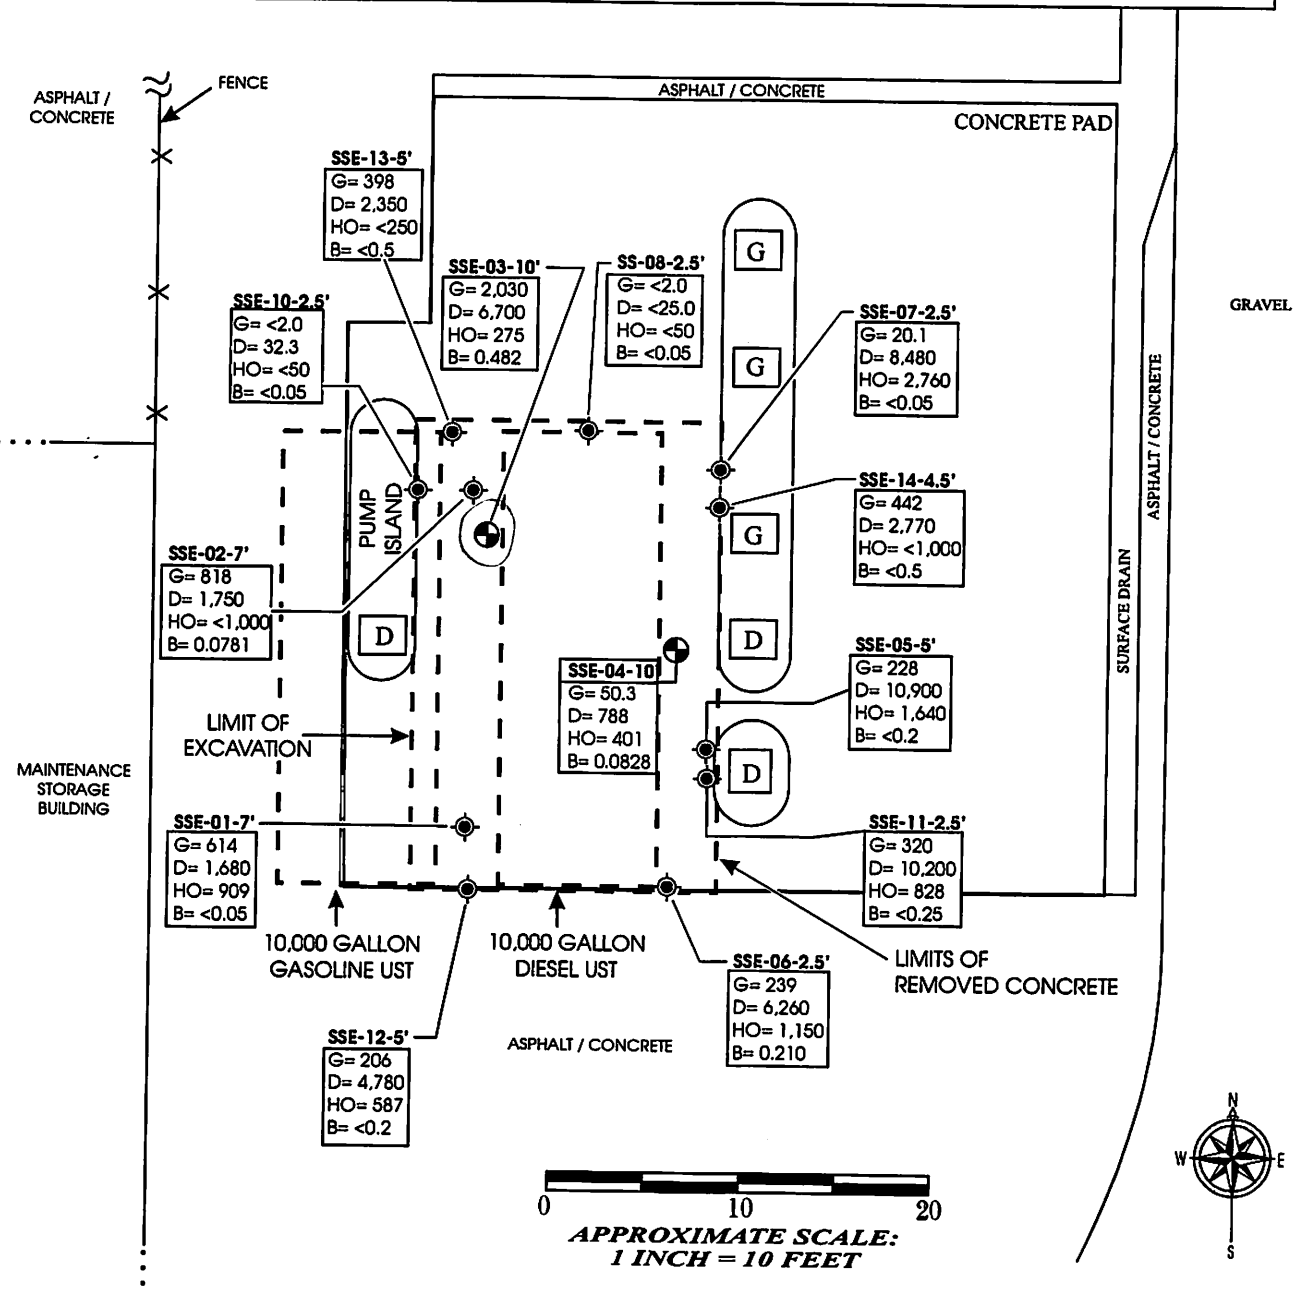 FENCE
ASPHALT /
CONCRETE
ASPHALT / CONCRETE
CONCRETE PAD
SSE-13-5'
G= 398
D= 2,350
HO= <250
B= <0.5
SSE-03-10'
G= 2,030
D= 6,700
HO= 275
B= 0.482
SS-08-2.5'
G= <2.0
D= <25.0
HO= <50
B= <0.05
G
SSE-10-2.5'
G= <2.0
D= 32.3
HO= <50
B= <0.05
SSE-07-2.5'
G= 20.1
D= 8,480
HO= 2,760
B= <0.05
GRAVEL
G
ASPHALT / CONCRETE
PUMP
ISLAND
SSE-14-4.5'
G= 442
D= 2,770
HO= <1,000
B= <0.5
G
SSE-02-7'
G= 818
D= 1,750
HO= <1,000
B= 0.0781
D
D
SURFACE DRAIN
SSE-04-10'
G= 50.3
D= 788
HO= 401
B= 0.0828
SSE-05-5'
G= 228
D= 10,900
HO= 1,640
B= <0.2
LIMIT OF
EXCAVATION
D
MAINTENANCE
STORAGE
BUILDING
SSE-01-7'
G= 614
D= 1,680
HO= 909
B= <0.05
SSE-11-2.5'
G= 320
D= 10,200
HO= 828
B= <0.25
10,000 GALLON
GASOLINE UST
10,000 GALLON
DIESEL UST
LIMITS OF
REMOVED CONCRETE
SSE-06-2.5'
G= 239
D= 6,260
HO= 1,150
B= 0.210
SSE-12-5'
G= 206
D= 4,780
HO= 587
B= <0.2
ASPHALT / CONCRETE
N
W
E
S
0 10 20
APPROXIMATE SCALE:
1 INCH = 10 FEET